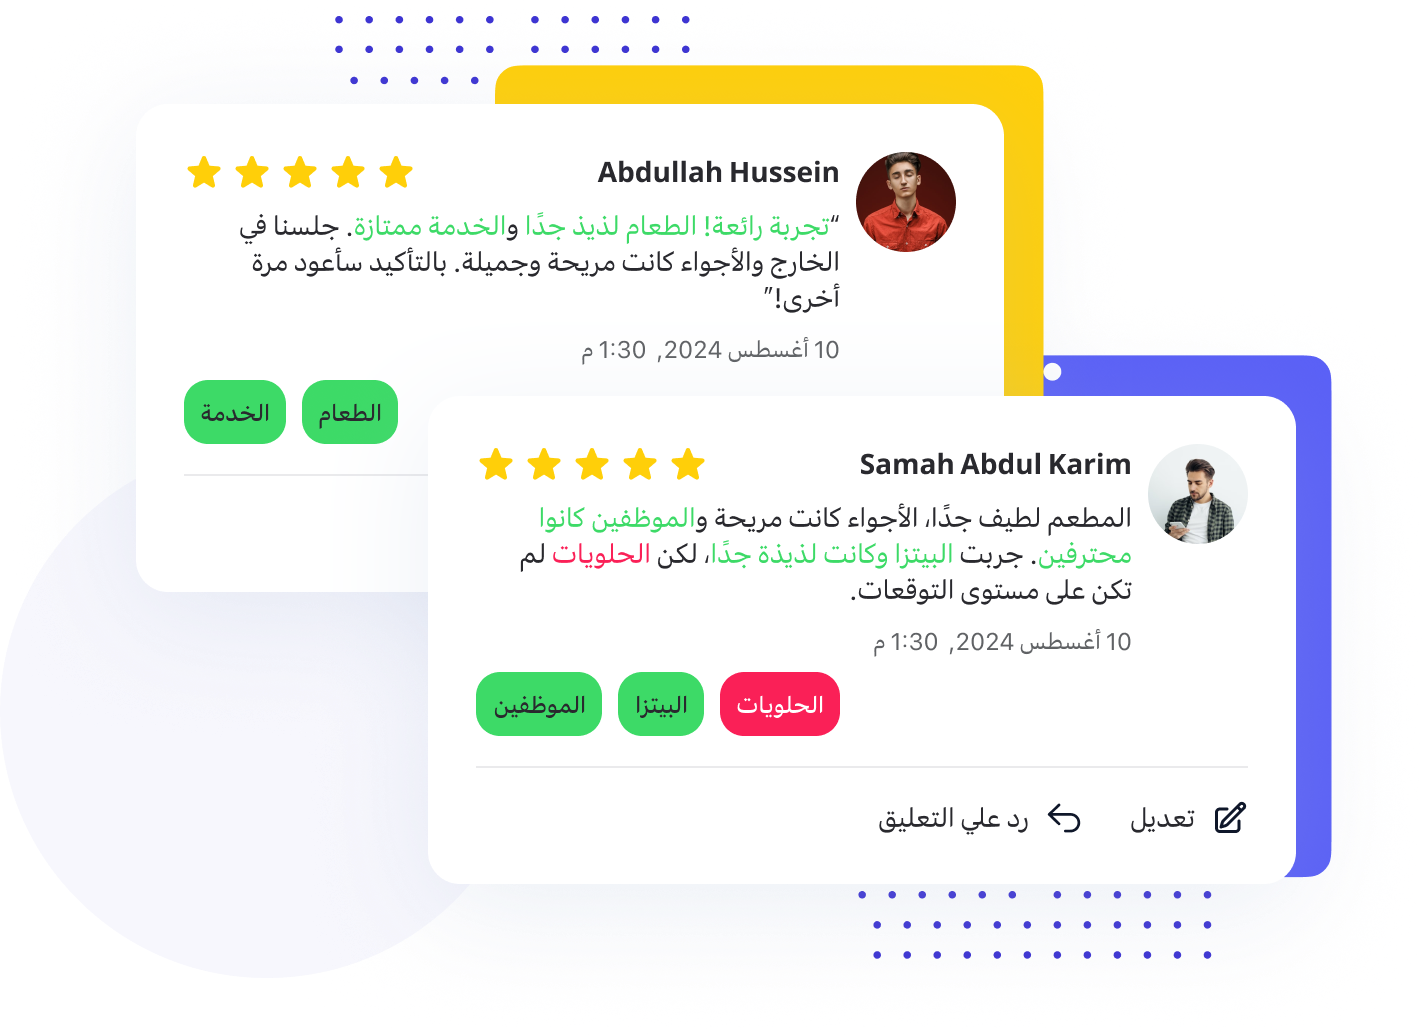 Abdullah Hussein
“تجربة رائعة! الطعام لذيذ جدًا والخدمة ممتازة. جلسنا في
الخارج والأجواء كانت مريحة وجميلة. بالتأكيد سأعود مرة
أخرى!”
10 أغسطس 2024, 1:30 م
الطعام
الخدمة
Samah Abdul Karim
المطعم لطيف جدًا، الأجواء كانت مريحة والموظفين كانوا
محترفين. جربت البيتزا وكانت لذيذة جدًا، لكن الحلويات لم
تكن على مستوى التوقعات.
10 أغسطس 2024, 1:30 م
الحلويات
البيتزا
الموظفين
تعديل
رد علي التعليق